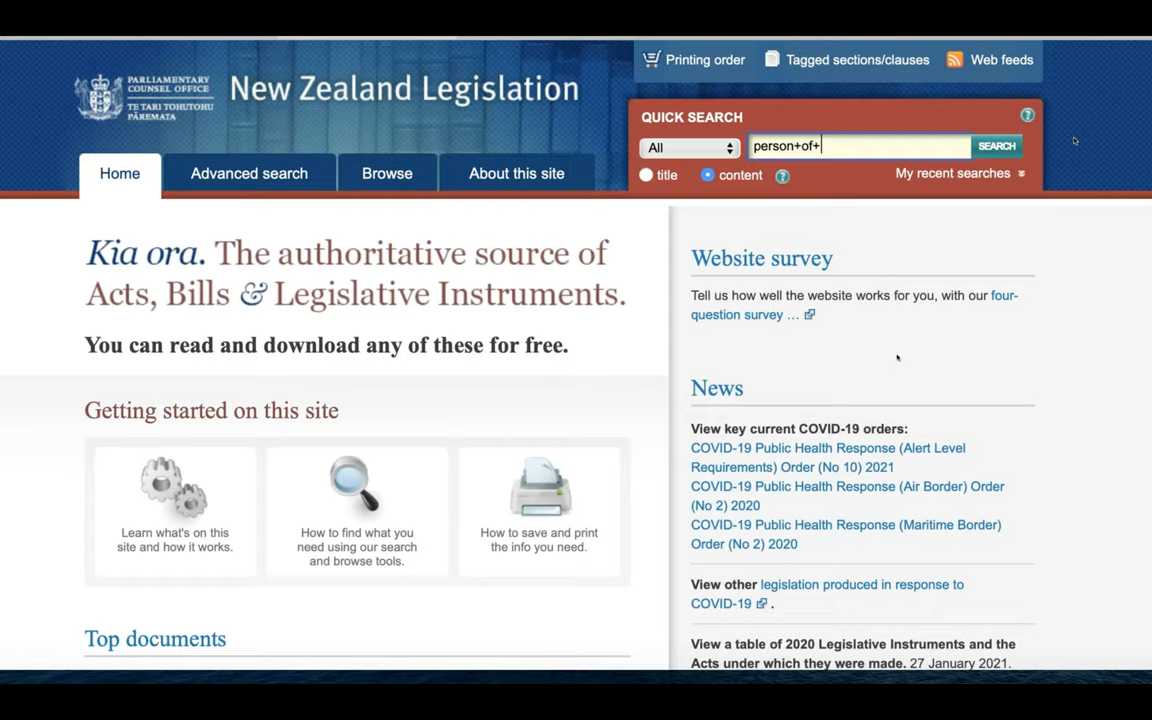 Printing order
Tagged sections/clauses
Web feeds
PARLIAMENTARY
COUNSEL OFFICE
TE TARI TOHUTOHU
PĀREMATA
New Zealand Legislation
QUICK SEARCH
All
person+of+
SEARCH
title
content
My recent searches
Home
Advanced search
Browse
About this site
Kia ora. The authoritative source of
Acts, Bills & Legislative Instruments.
You can read and download any of these for free.
Getting started on this site
Learn what's on this
site and how it works.
How to find what you
need using our search
and browse tools.
How to save and print
the info you need.
Top documents
Website survey
Tell us how well the website works for you, with our four-
question survey ...
News
View key current COVID-19 orders:
COVID-19 Public Health Response (Alert Level
Requirements) Order (No 10) 2021
COVID-19 Public Health Response (Air Border) Order
(No 2) 2020
COVID-19 Public Health Response (Maritime Border)
Order (No 2) 2020
View other legislation produced in response to
COVID-19 .
View a table of 2020 Legislative Instruments and the
Acts under which they were made. 27 January 2021.